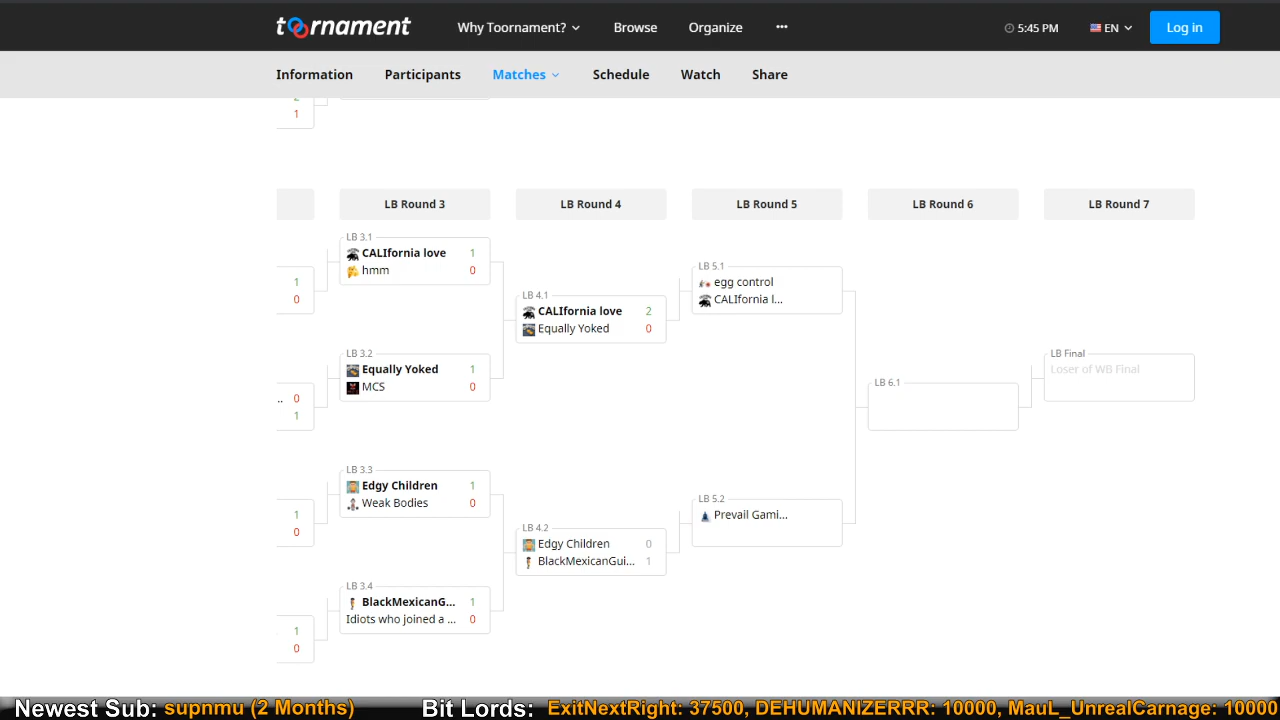 toornament Why Toornament? Browse Organize ••• 5:45 PM EN Log in
Information Participants Matches Schedule Watch Share
1
LB Round 3 LB Round 4 LB Round 5 LB Round 6 LB Round 7
LB 3.1
CALIfornia love 1
hmm 0
1
0
LB 3.2
Equally Yoked 1
MCS 0
.. 0
1
LB 3.3
Edgy Children 1
Weak Bodies 0
1
0
LB 3.4
BlackMexicanG... 1
Idiots who joined a ... 0
1
0
LB 4.1
CALIfornia love 2
Equally Yoked 0
LB 4.2
Edgy Children 0
BlackMexicanGui... 1
LB 5.1
egg control
CALIfornia l...
LB 5.2
Prevail Gami...
LB 6.1
LB Final
Loser of WB Final
Newest Sub: supnmu (2 Months) Bit Lords: ExitNextRight: 37500, DEHUMANIZERRR: 10000, MauL_UnrealCarnage: 10000